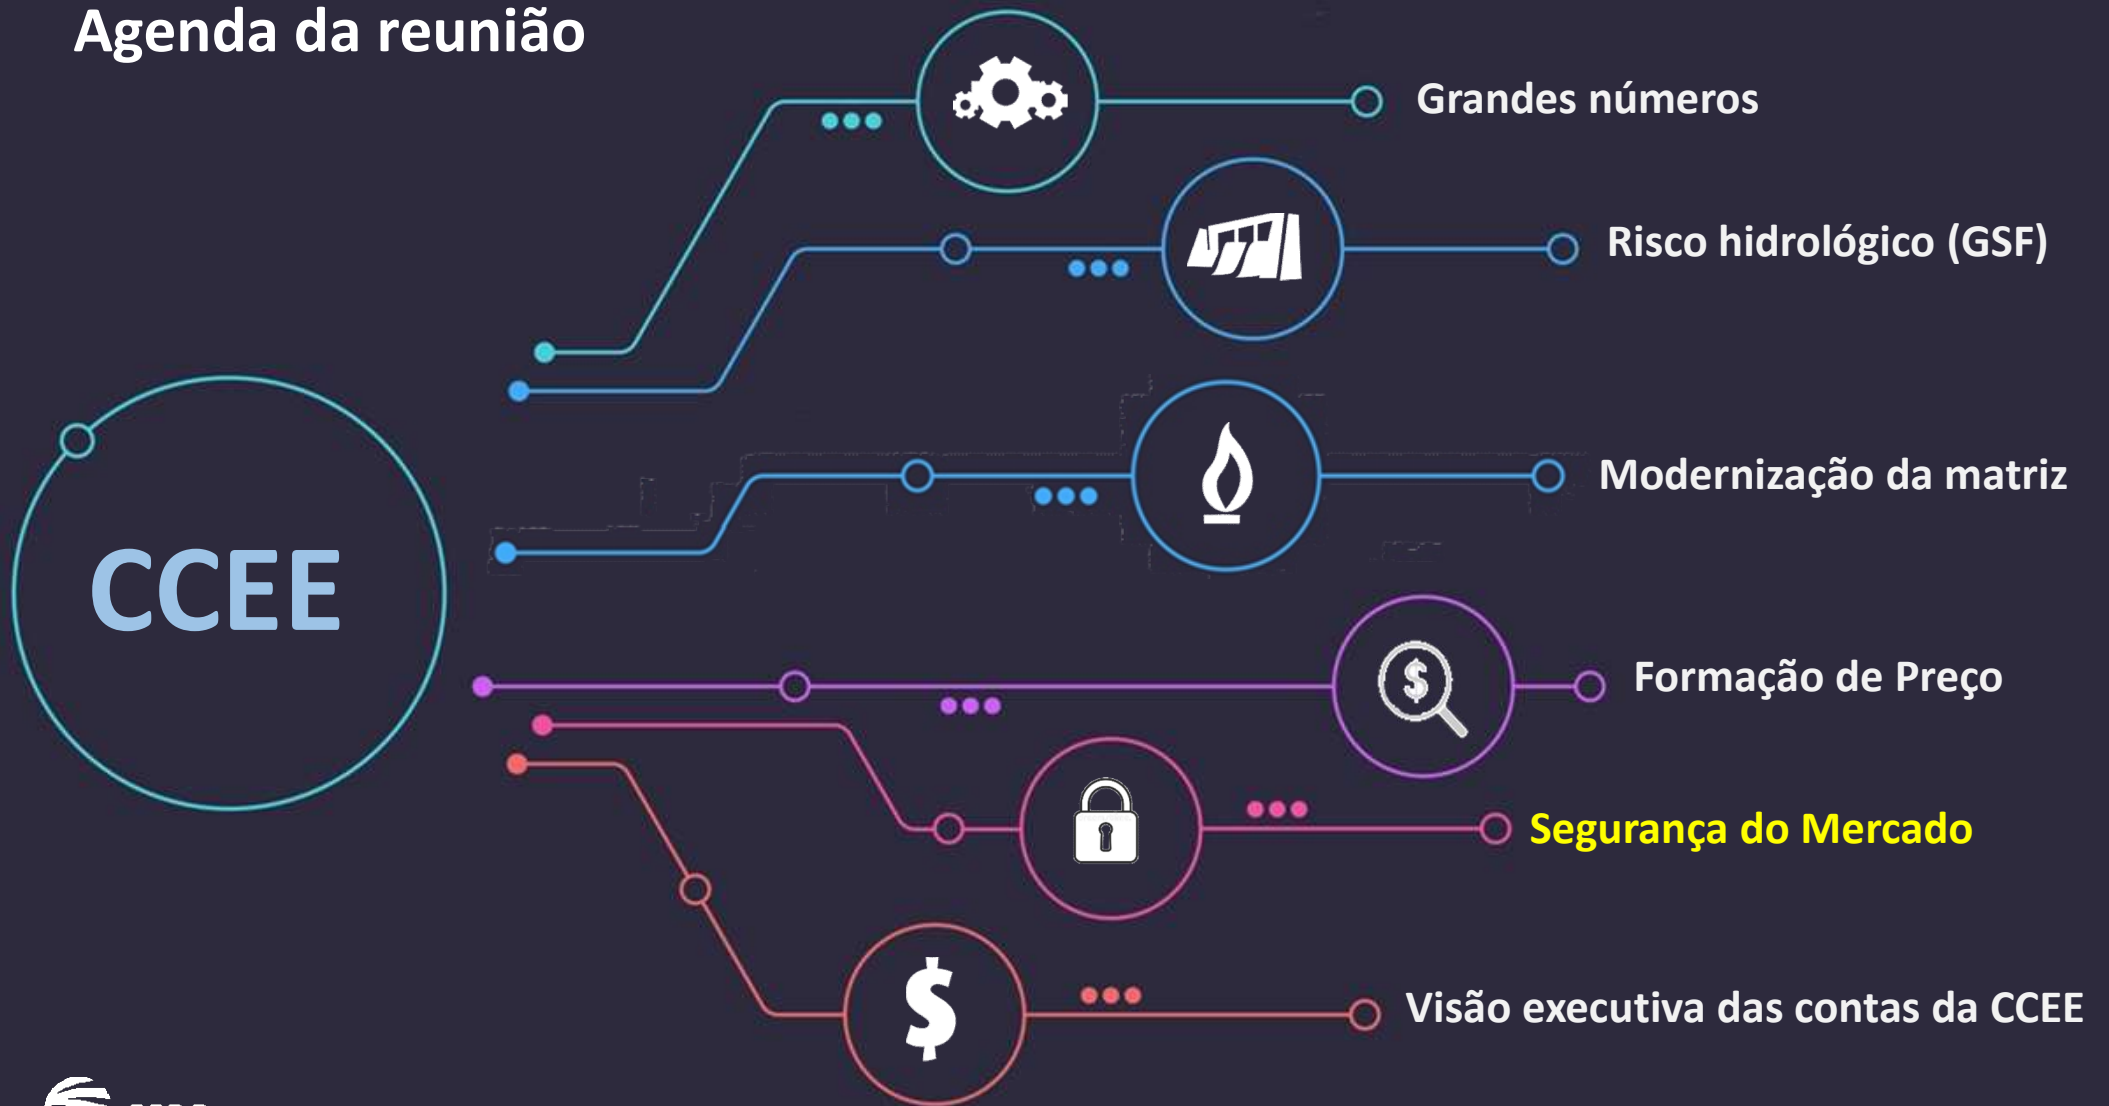 Agenda da reunião
Grandes números
Risco hidrológico (GSF)
Modernização da matriz
CCEE
Formação de Preço
Segurança do Mercado
Visão executiva das contas da CCEE